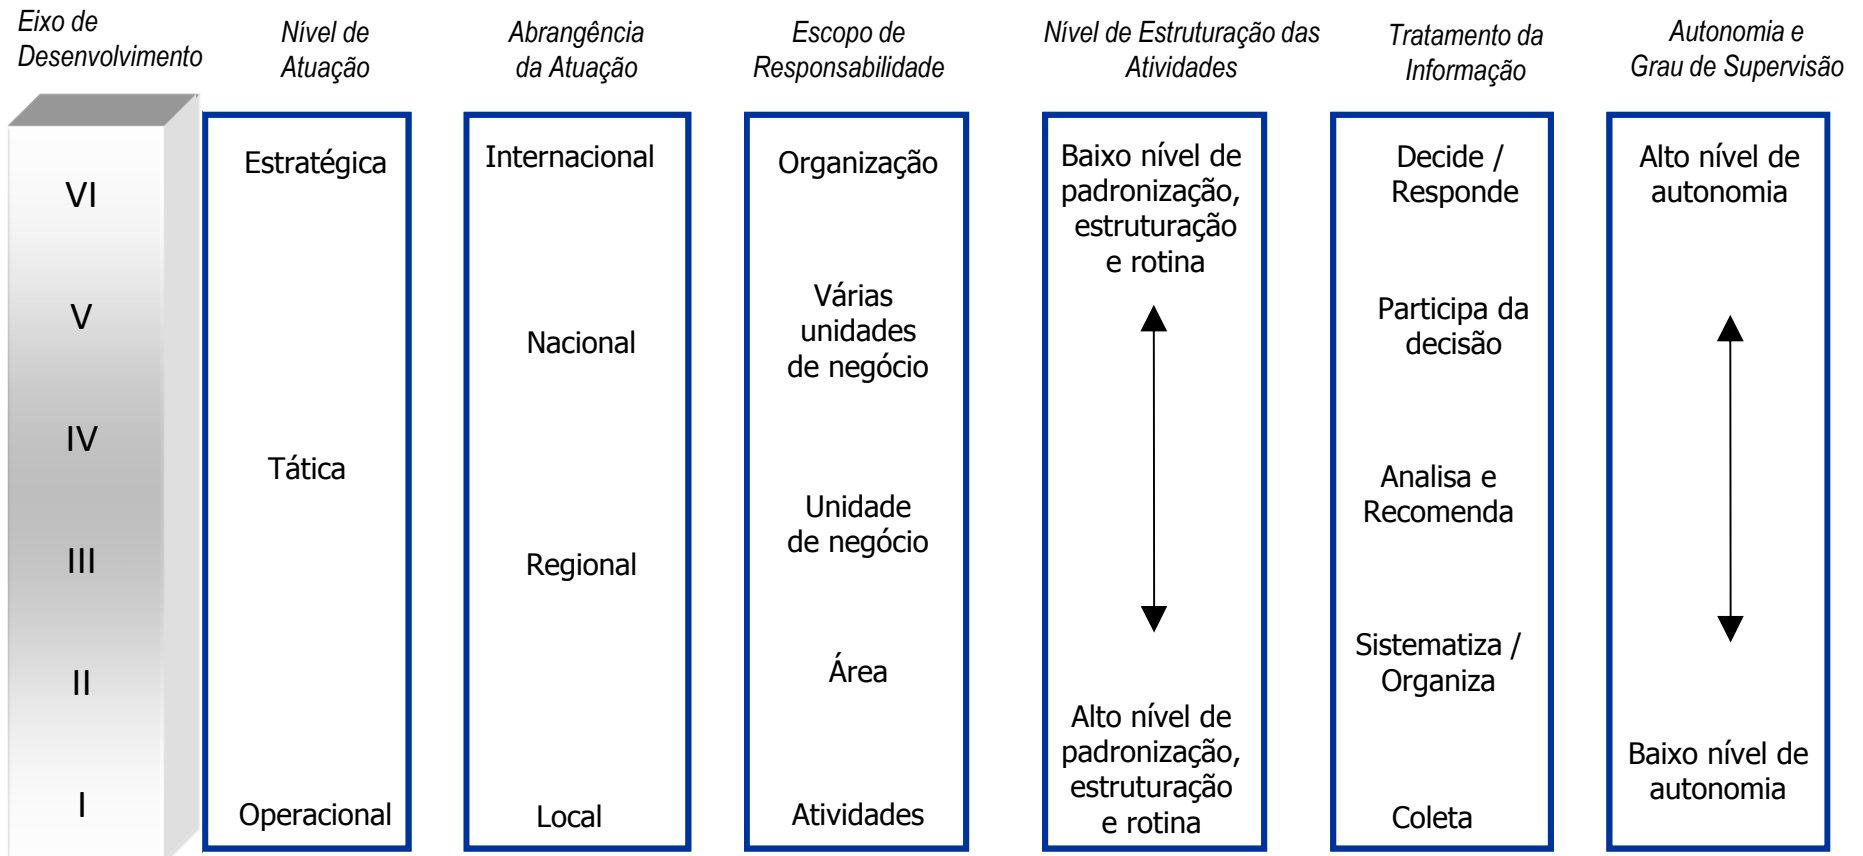 Eixo de
Desenvolvimento
Nível de
Atuação
Abrangência
da Atuação
Escopo de
Responsabilidade
Nível de Estruturação das
Atividades
Tratamento da
Informação
Autonomia e
Grau de Supervisão
VI
V
IV
III
II
I
Estratégica
Tática
Operacional
Internacional
Nacional
Regional
Local
Organização
Várias
unidades
de negócio
Unidade
de negócio
Área
Atividades
Baixo nível de
padronização,
estruturação
e rotina
Alto nível de
padronização,
estruturação
e rotina
Decide /
Responde
Participa da
decisão
Analisa e
Recomenda
Sistematiza /
Organiza
Coleta
Alto nível de
autonomia
Baixo nível de
autonomia